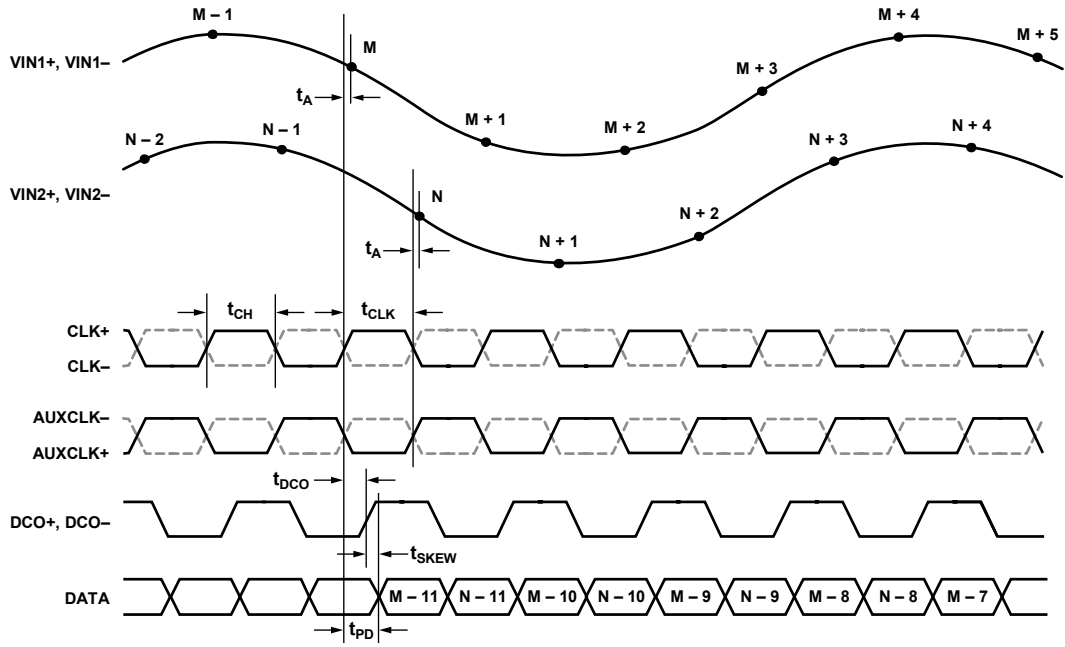 M – 1
M
M + 1
M + 2
M + 3
M + 4
M + 5
VIN1+, VIN1–
tA
N – 2
N – 1
N
N + 1
N + 2
N + 3
N + 4
VIN2+, VIN2–
tA
tCH
tCLK
CLK+
CLK–
AUXCLK–
AUXCLK+
tDCO
DCO+, DCO–
tSKEW
DATA
M – 11
N – 11
M – 10
N – 10
M – 9
N – 9
M – 8
N – 8
M – 7
tPD